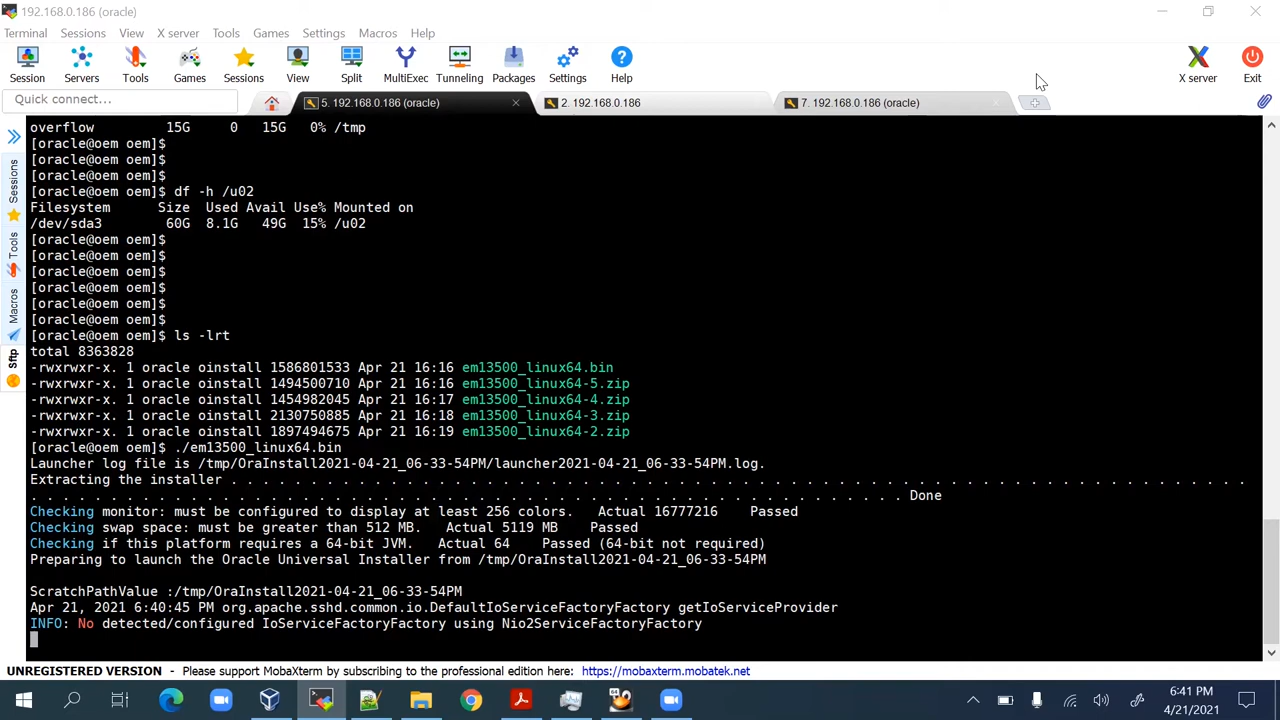 192.168.0.186 (oracle)
Terminal Sessions View X server Tools Games Settings Macros Help
Session Servers Tools Games Sessions View Split MultiExec Tunneling Packages Settings Help X server Exit
Quick connect...
5. 192.168.0.186 (oracle)
2. 192.168.0.186
7. 192.168.0.186 (oracle)
Sessions
Tools
Macros
Sftp
overflow 15G 0 15G 0% /tmp
[oracle@oem oem]$
[oracle@oem oem]$
[oracle@oem oem]$
[oracle@oem oem]$ df -h /u02
Filesystem Size Used Avail Use% Mounted on
/dev/sda3 60G 8.1G 49G 15% /u02
[oracle@oem oem]$
[oracle@oem oem]$
[oracle@oem oem]$
[oracle@oem oem]$
[oracle@oem oem]$
[oracle@oem oem]$
[oracle@oem oem]$ ls -lrt
total 8363828
-rwxrwxr-x. 1 oracle oinstall 1586801533 Apr 21 16:16 em13500_linux64.bin
-rwxrwxr-x. 1 oracle oinstall 1494500710 Apr 21 16:16 em13500_linux64-5.zip
-rwxrwxr-x. 1 oracle oinstall 1454982045 Apr 21 16:17 em13500_linux64-4.zip
-rwxrwxr-x. 1 oracle oinstall 2130750885 Apr 21 16:18 em13500_linux64-3.zip
-rwxrwxr-x. 1 oracle oinstall 1897494675 Apr 21 16:19 em13500_linux64-2.zip
[oracle@oem oem]$ ./em13500_linux64.bin
Launcher log file is /tmp/OraInstall2021-04-21_06-33-54PM/launcher2021-04-21_06-33-54PM.log.
Extracting the installer . . . . . . . . . . . . . . . . . . . . . . . . . . . . . . . . . . . . . . . . . . . . . . . . . . . . . . . . . . . . . . . .
. . . . . . . . . . . . . . . . . . . . . . . . . . . . . . . . . . . . . . . . . . . . . . . . . . . . . . . Done
Checking monitor: must be configured to display at least 256 colors. Actual 16777216 Passed
Checking swap space: must be greater than 512 MB. Actual 5119 MB Passed
Checking if this platform requires a 64-bit JVM. Actual 64 Passed (64-bit not required)
Preparing to launch the Oracle Universal Installer from /tmp/OraInstall2021-04-21_06-33-54PM
ScratchPathValue :/tmp/OraInstall2021-04-21_06-33-54PM
Apr 21, 2021 6:40:45 PM org.apache.sshd.common.io.DefaultIoServiceFactoryFactory getIoServiceProvider
INFO: No detected/configured IoServiceFactoryFactory using Nio2ServiceFactoryFactory
UNREGISTERED VERSION - Please support MobaXterm by subscribing to the professional edition here: https://mobaxterm.mobatek.net
64
6:41 PM
4/21/2021